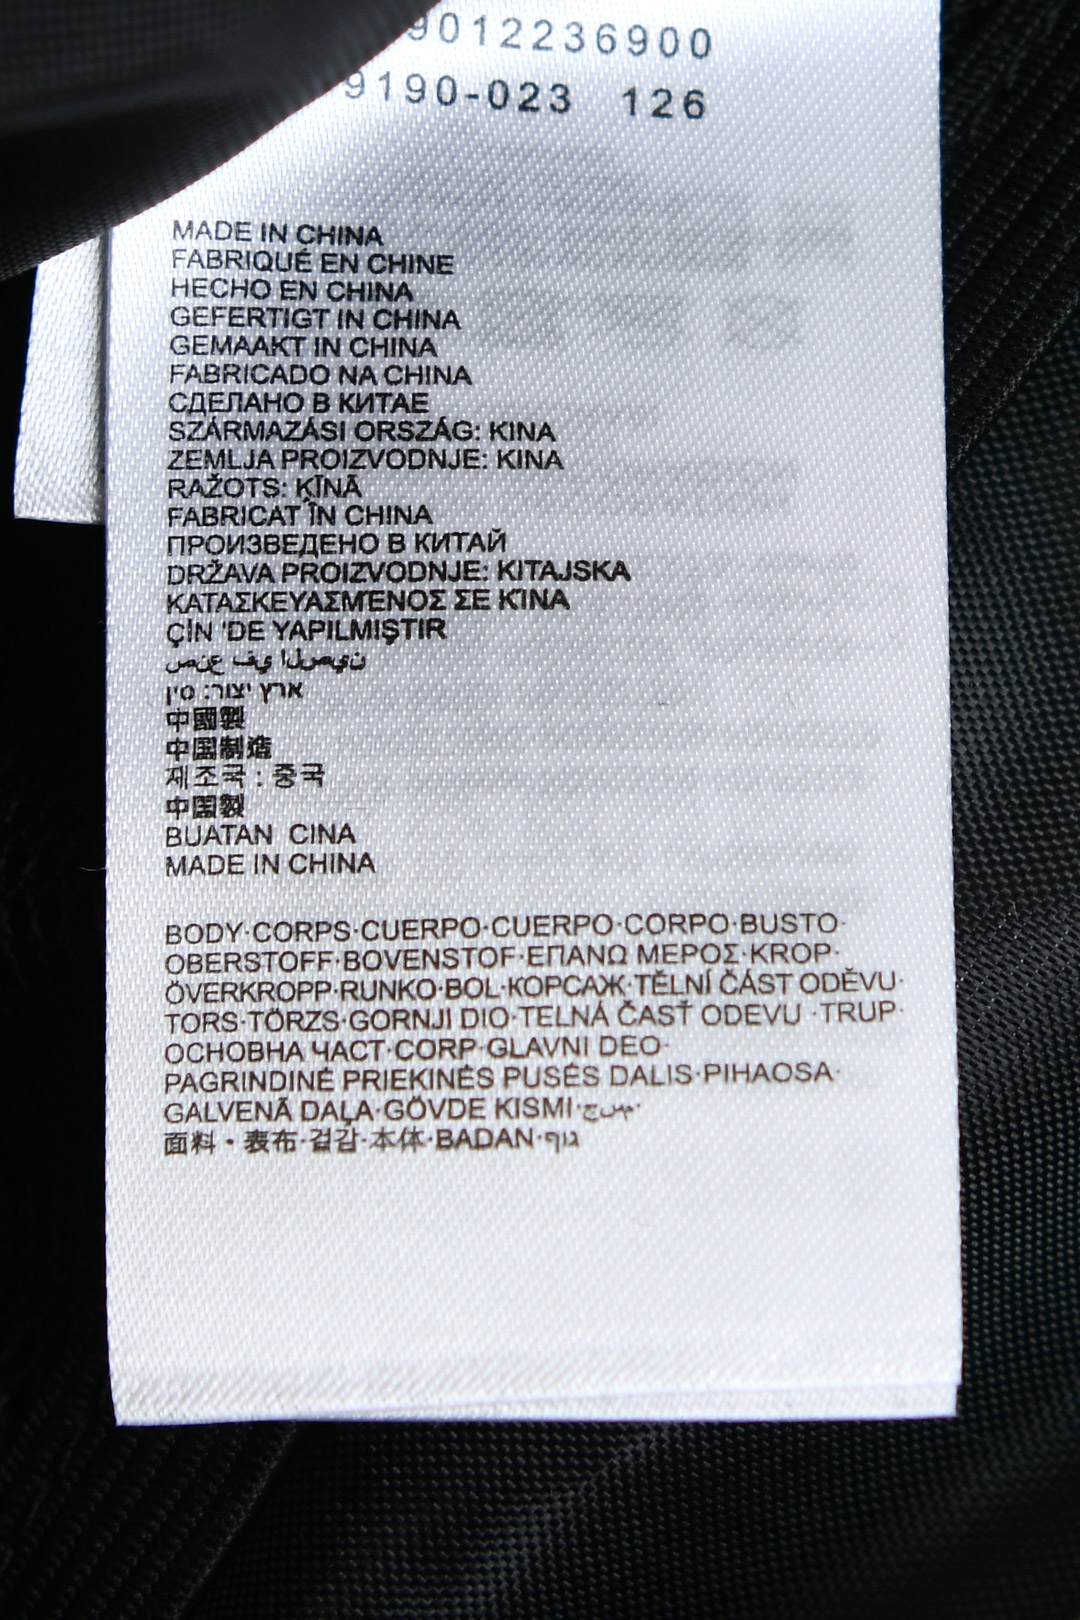 9012236900
9190-023 126
MADE IN CHINA
FABRIQUÉ EN CHINE
HECHO EN CHINA
GEFERTIGT IN CHINA
GEMAAKT IN CHINA
FABRICADO NA CHINA
СДЕЛАНО В КИТАЕ
SZÁRMAZÁSI ORSZÁG: KINA
ZEMLJA PROIZVODNJE: KINA
RAŽOTS: ĶĪNĀ
FABRICAT ÎN CHINA
ПРОИЗВЕДЕНО В КИТАЙ
DRŽAVA PROIZVODNJE: KITAJSKA
ΚΑΤΑΣΚΕΥΑΣΜΈΝΟΣ ΣΕ ΚΊΝΑ
ÇİN 'DE YAPILMIŞTIR
صنع في الصين
ארץ יצור: סין
中國製
中国制造
제조국 : 중국
中国製
BUATAN CINA
MADE IN CHINA
BODY·CORPS·CUERPO·CUERPO·CORPO·BUSTO·
OBERSTOFF·BOVENSTOF·ΕΠΑΝΩ ΜΕΡΟΣ·KROP·
ÖVERKROPP·RUNKO·BOL·КОРСАЖ·TĚLNÍ ČÁST ODĚVU·
TORS·TÖRZS·GORNJI DIO·TELNÁ ČASŤ ODEVU ·TRUP·
ОСНОВНА ЧАСТ·CORP·GLAVNI DEO·
PAGRINDINĖ PRIEKINĖS PUSĖS DALIS·PIHAOSA·
GALVENĀ DAĻA·GÖVDE KISMI·جسم·
面料·表布·겉감·本体·BADAN·גוף